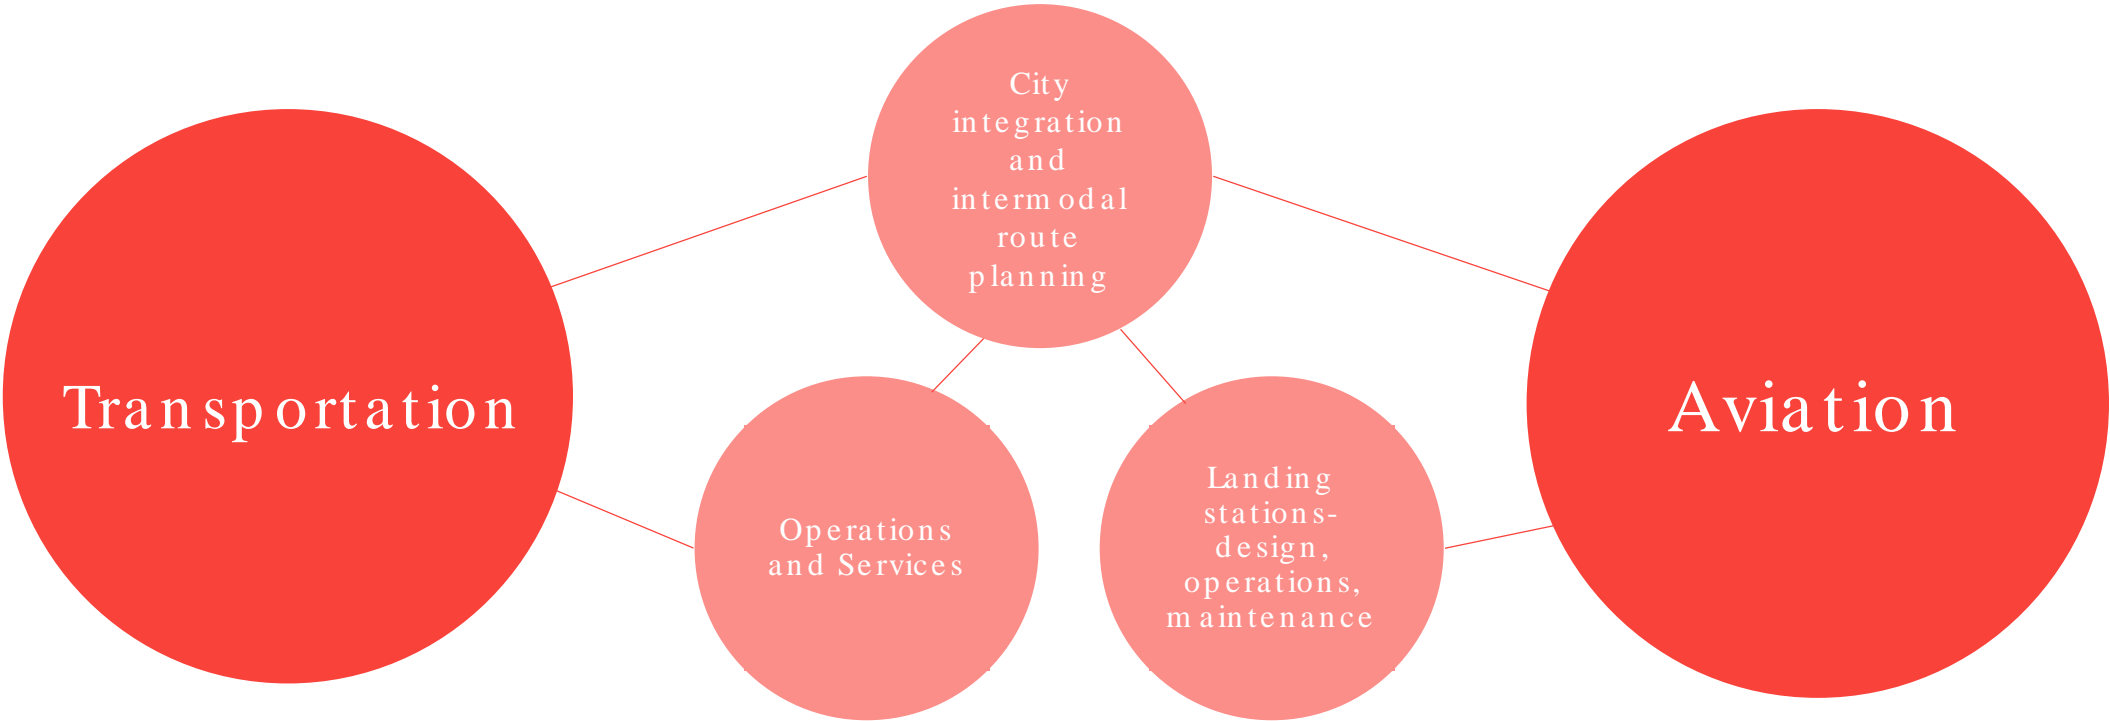 Transportation
City
integration
and
intermodal
route
planning
Operations
and Services
Landing
stations-
design,
operations,
maintenance
Aviation